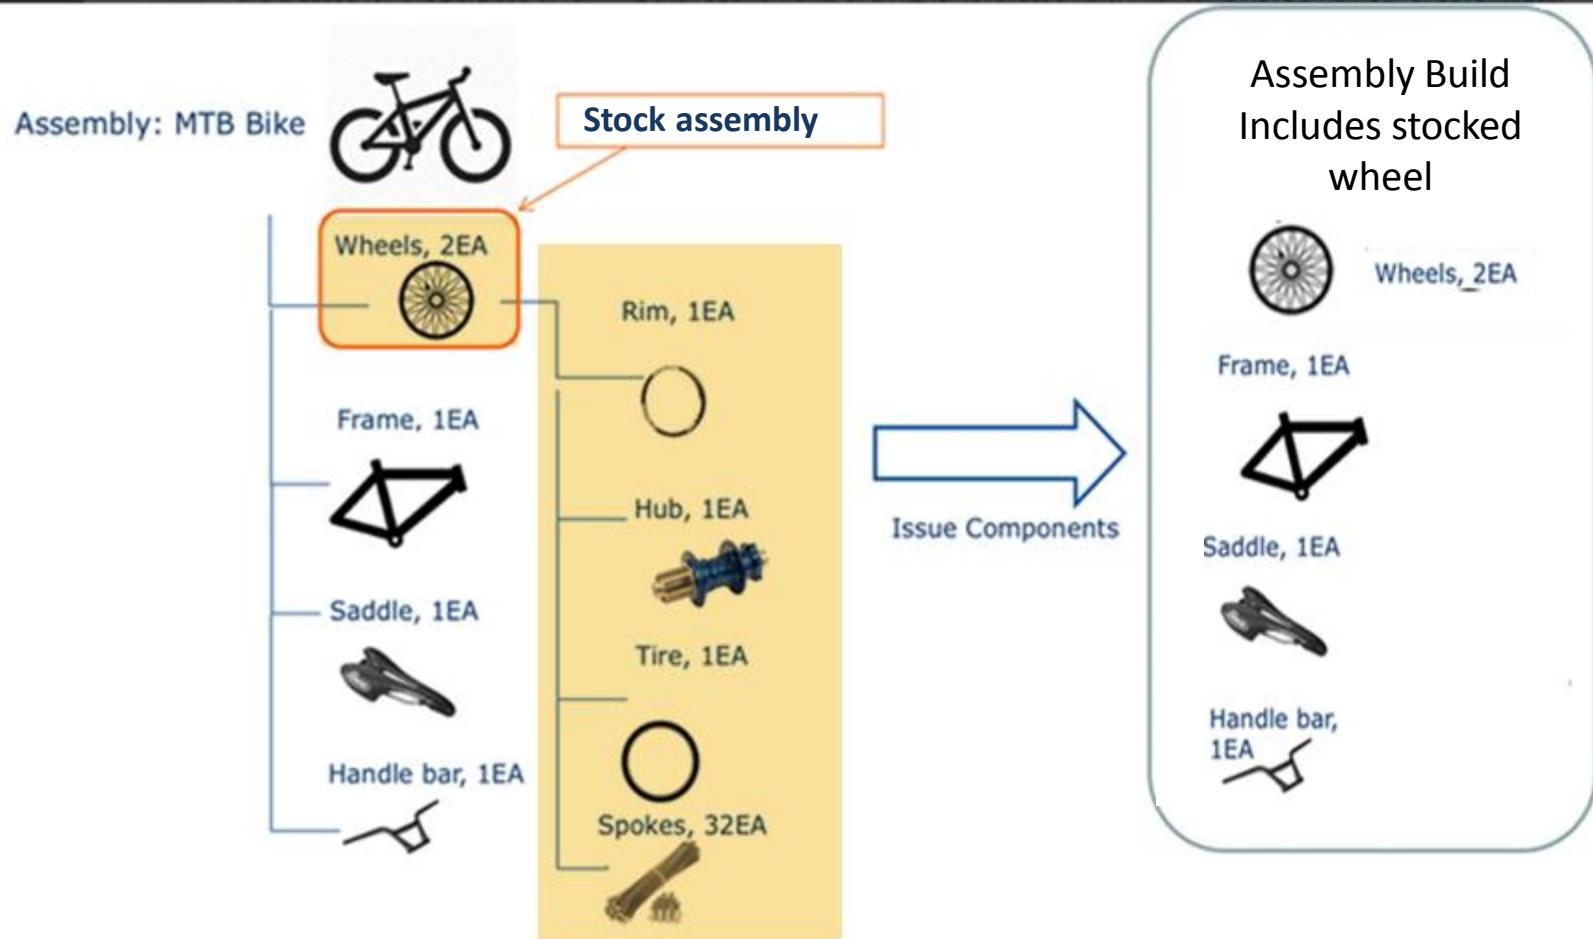 Assembly: MTB Bike
Stock assembly
Wheels, 2EA
Frame, 1EA
Saddle, 1EA
Handle bar, 1EA
Rim, 1EA
Hub, 1EA
Tire, 1EA
Spokes, 32EA
Issue Components
Assembly Build
Includes stocked
wheel
Wheels, 2EA
Frame, 1EA
Saddle, 1EA
Handle bar,
1EA